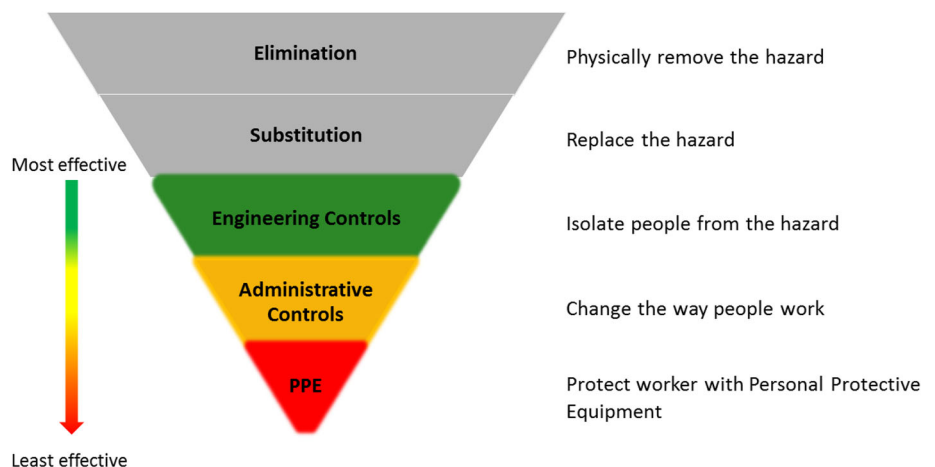 Elimination
Physically remove the hazard
Substitution
Replace the hazard
Most effective
Engineering Controls
Isolate people from the hazard
Administrative
Controls
Change the way people work
PPE
Protect worker with Personal Protective
Equipment
Least effective